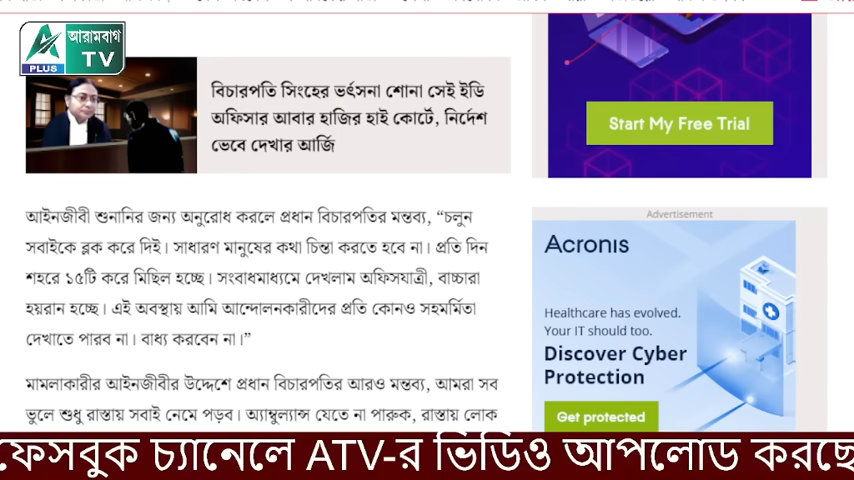 আরামবাগ
TV
PLUS
বিচারপতি সিংহের ভর্ৎসনা শোনা সেই ইডি
অফিসার আবার হাজির হাই কোর্টে, নির্দেশ
ভেবে দেখার আর্জি
Start My Free Trial
আইনজীবী শুনানির জন্য অনুরোধ করলে প্রধান বিচারপতির মন্তব্য, “চলুন
সবাইকে ব্লক করে দিই। সাধারণ মানুষের কথা চিন্তা করতে হবে না। প্রতি দিন
শহরে ১৫টি করে মিছিল হচ্ছে। সংবাধমাধ্যমে দেখলাম অফিসযাত্রী, বাচ্চারা
হয়রান হচ্ছে। এই অবস্থায় আমি আন্দোলনকারীদের প্রতি কোনও সহমর্মিতা
দেখাতে পারব না। বাধ্য করবেন না।”
মামলাকারীর আইনজীবীর উদ্দেশে প্রধান বিচারপতির আরও মন্তব্য, আমরা সব
ভুলে শুধু রাস্তায় সবাই নেমে পড়ব। অ্যাম্বুল্যান্স যেতে না পারুক, রাস্তায় লোক
Advertisement
Acronis
Healthcare has evolved.
Your IT should too.
Discover Cyber
Protection
Get protected
ফেসবুক চ্যানেলে ATV-র ভিডিও আপলোড করছে